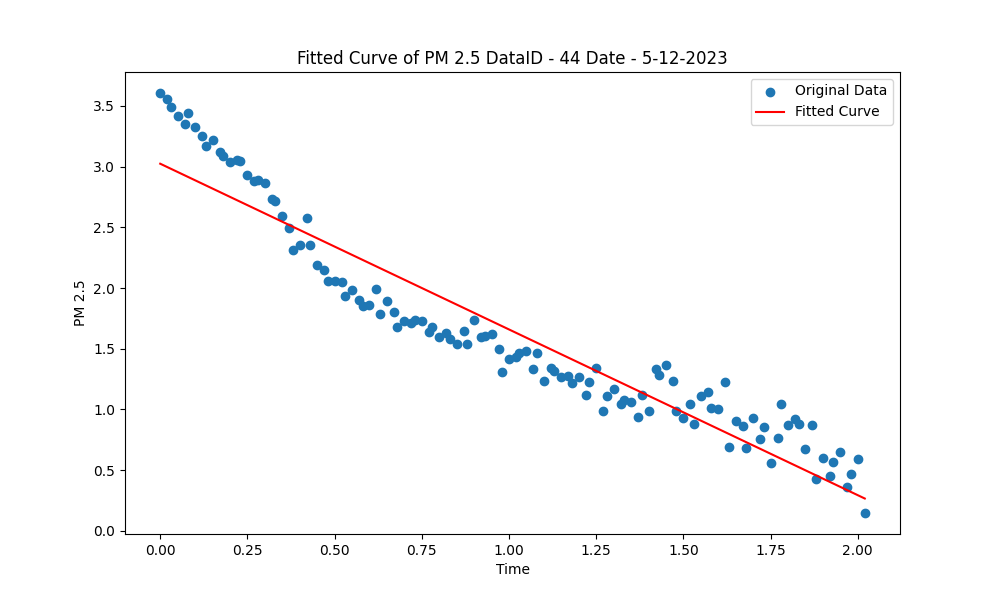 Fitted Curve of PM 2.5 DataID - 44 Date - 5-12-2023
Original Data
Fitted Curve
PM 2.5
3.5
3.0
2.5
2.0
1.5
1.0
0.5
0.0
0.00 0.25 0.50 0.75 1.00 1.25 1.50 1.75 2.00
Time